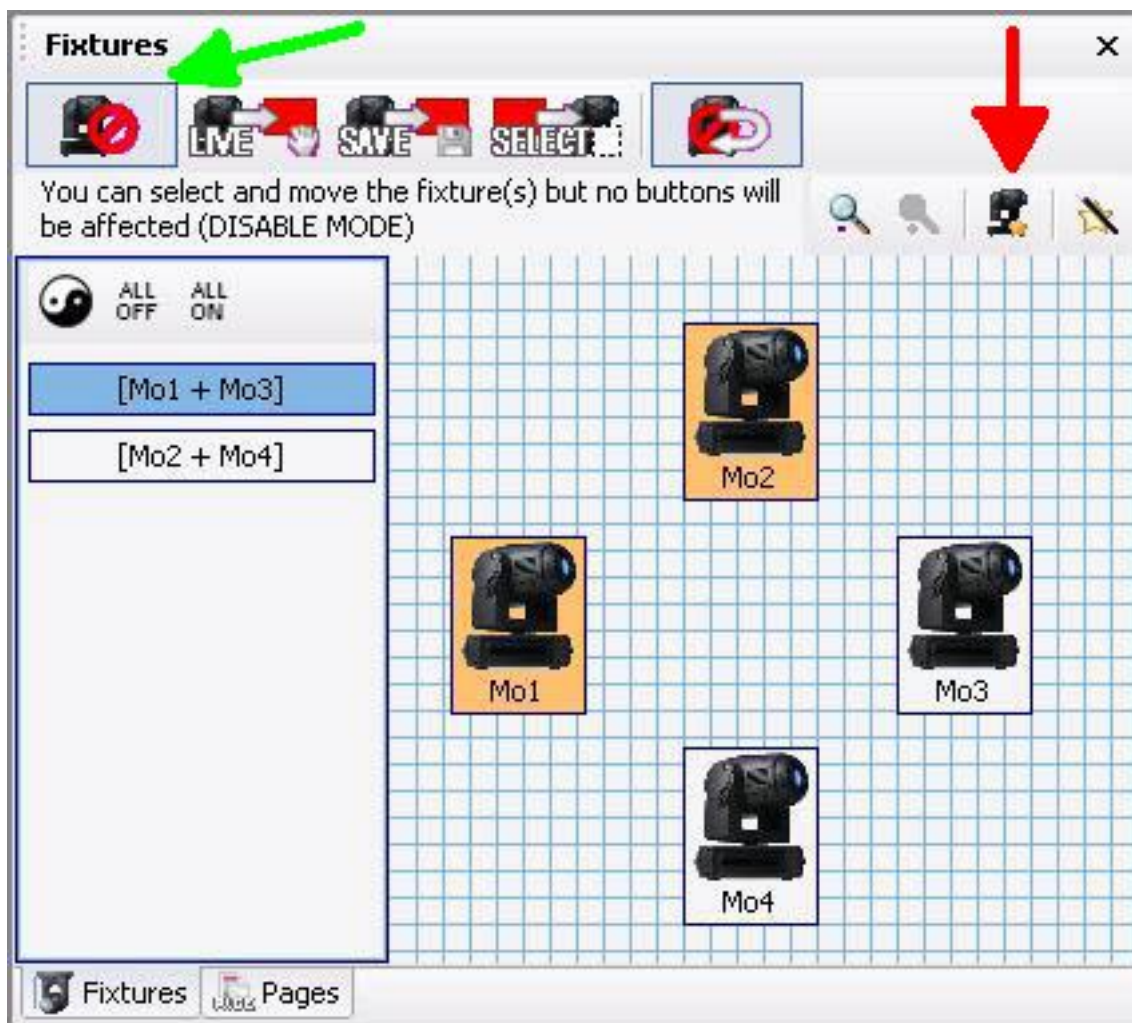 Fixtures
LIVE SAVE SELECT
You can select and move the fixture(s) but no buttons will
be affected (DISABLE MODE)
ALL OFF
ALL ON
[Mo1 + Mo3]
[Mo2 + Mo4]
Mo2
Mo1
Mo3
Mo4
Fixtures
Pages